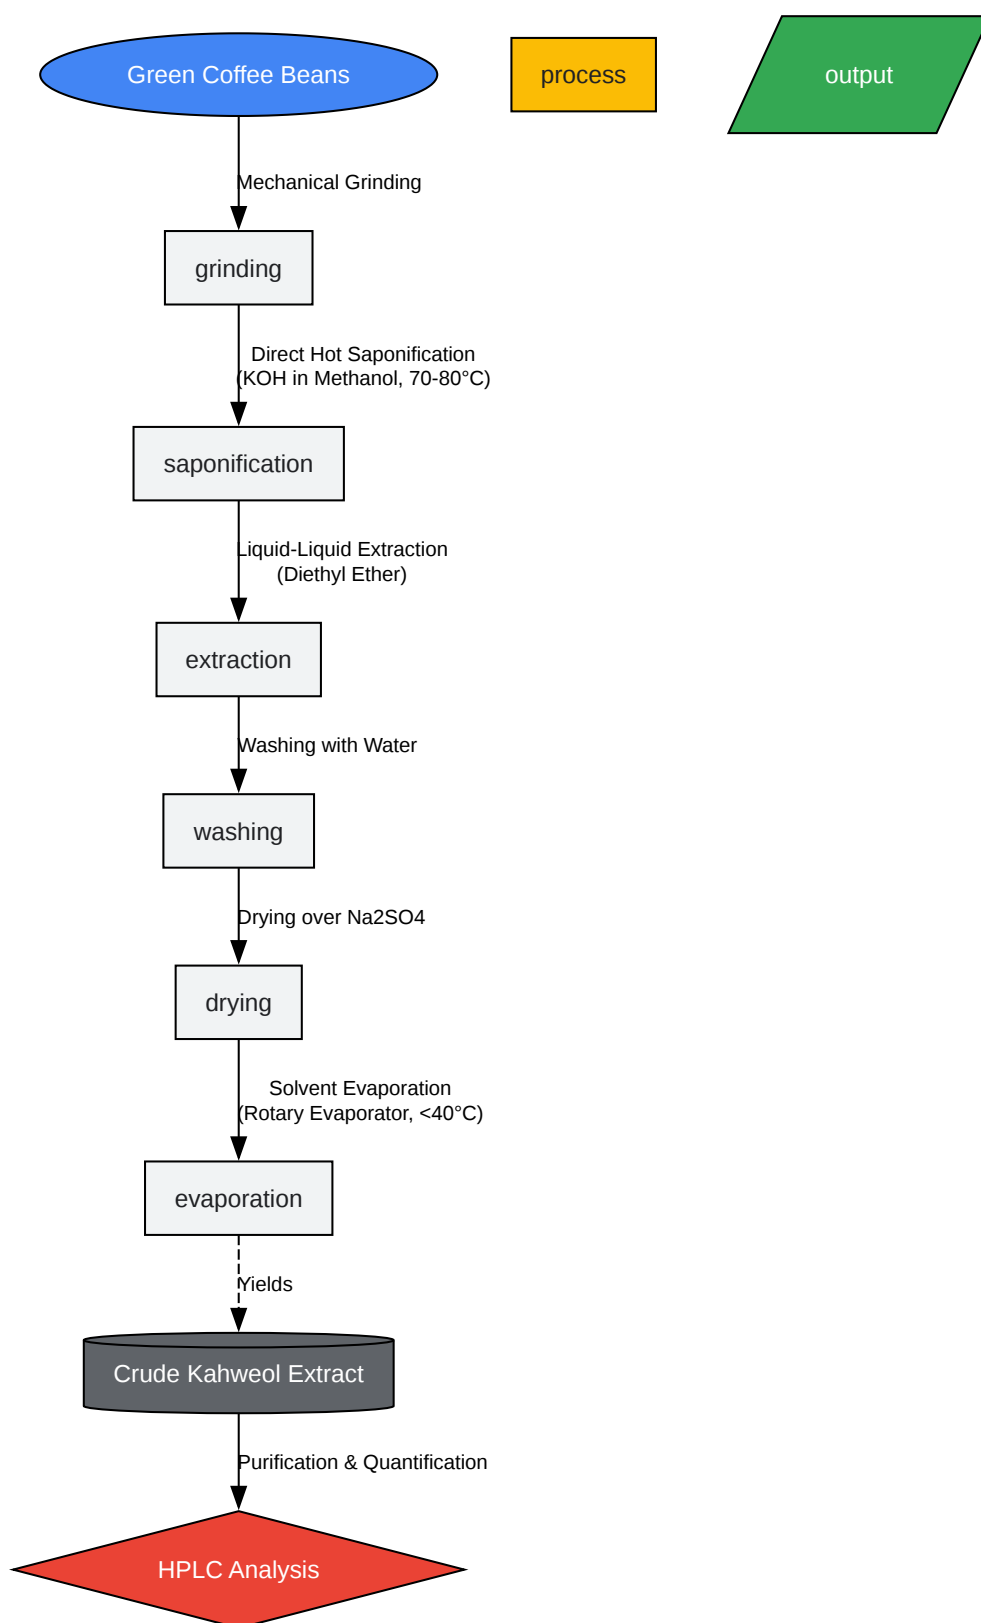 Green Coffee Beans
process
output
Mechanical Grinding
grinding
Direct Hot Saponification
(KOH in Methanol, 70-80°C)
saponification
Liquid-Liquid Extraction
(Diethyl Ether)
extraction
Washing with Water
washing
Drying over Na2SO4
drying
Solvent Evaporation
(Rotary Evaporator, <40°C)
evaporation
Yields
Crude Kahweol Extract
Purification & Quantification
HPLC Analysis